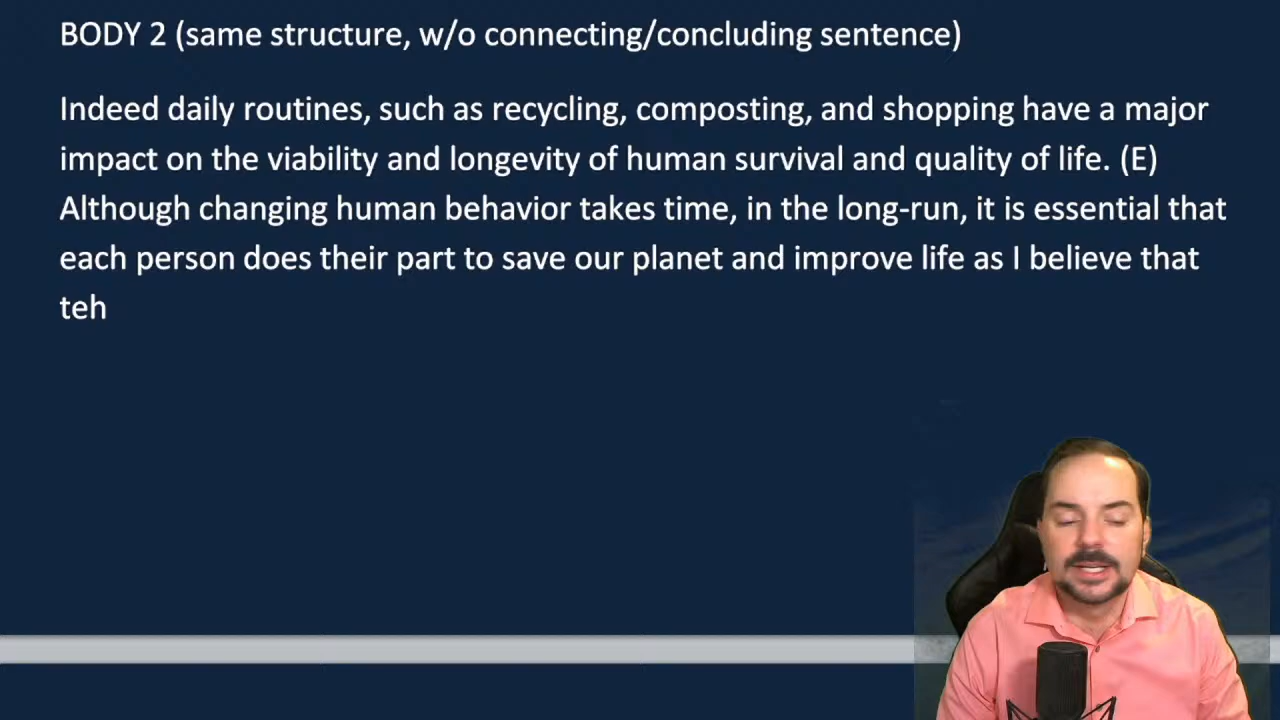 BODY 2 (same structure, w/o connecting/concluding sentence)
Indeed daily routines, such as recycling, composting, and shopping have a major
impact on the viability and longevity of human survival and quality of life. (E)
Although changing human behavior takes time, in the long-run, it is essential that
each person does their part to save our planet and improve life as I believe that
teh